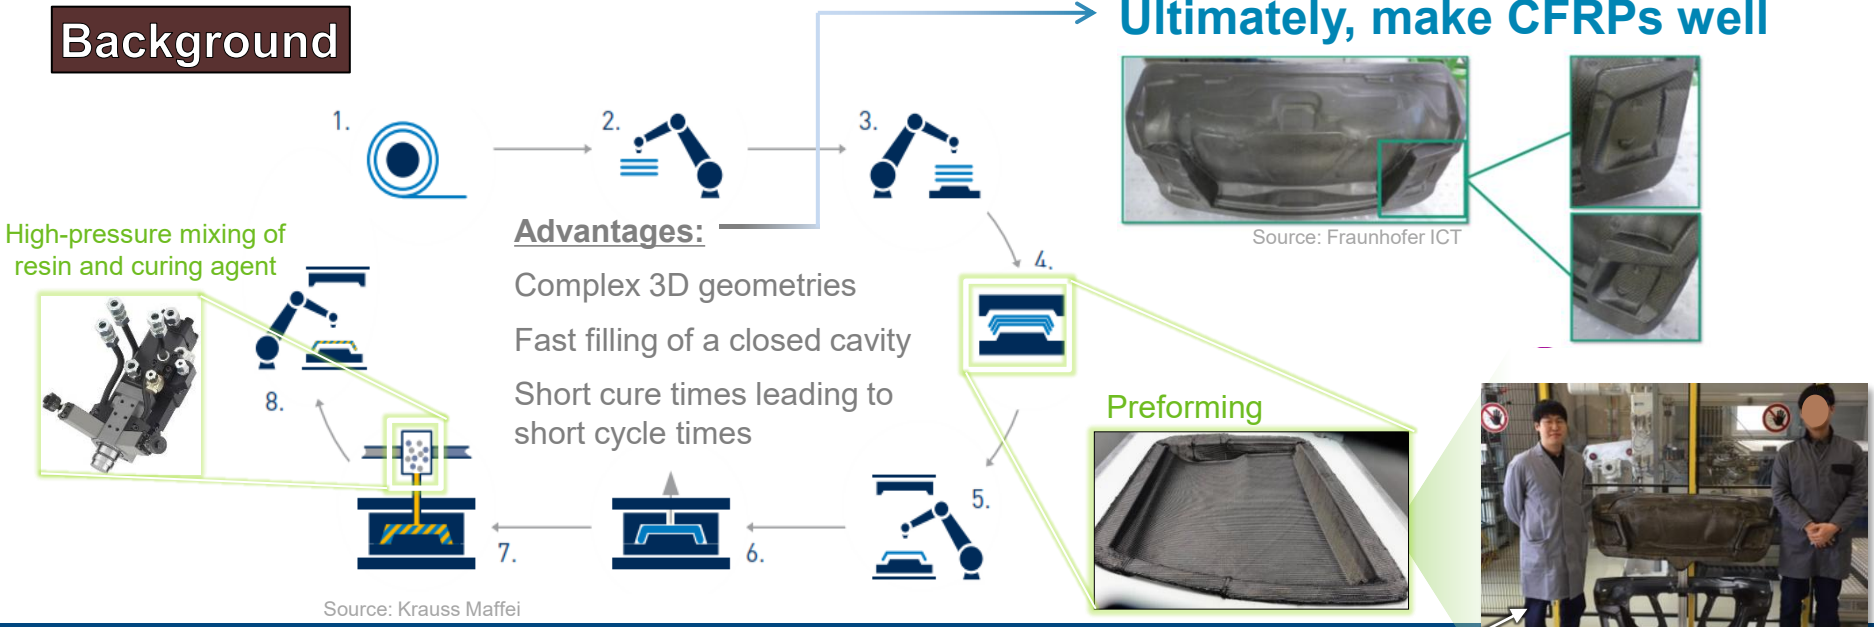 Background
Ultimately, make CFRPs well
1.
2.
3.
Source: Fraunhofer ICT
High-pressure mixing of
resin and curing agent
Advantages:
Complex 3D geometries
Fast filling of a closed cavity
Short cure times leading to
short cycle times
4.
Preforming
8.
5.
7.
6.
Source: Krauss Maffei